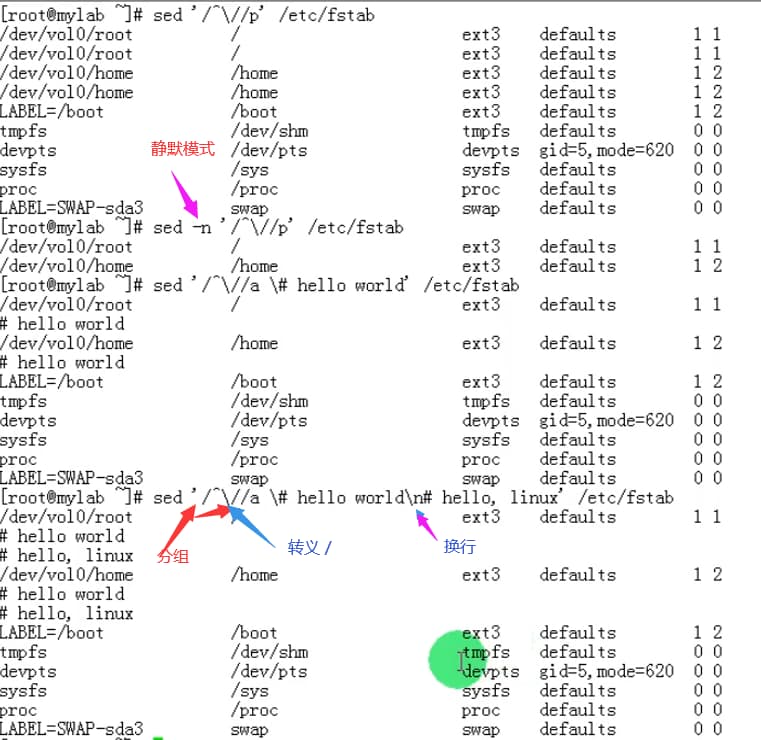 [root@mylab ~]# sed '/^\//p' /etc/fstab
/dev/vol0/root / ext3 defaults 1 1
/dev/vol0/root / ext3 defaults 1 1
/dev/vol0/home /home ext3 defaults 1 2
/dev/vol0/home /home ext3 defaults 1 2
LABEL=/boot /boot ext3 defaults 1 2
tmpfs /dev/shm tmpfs defaults 0 0
devpts /dev/pts devpts gid=5,mode=620 0 0
静默模式
sysfs /sys sysfs defaults 0 0
proc /proc proc defaults 0 0
LABEL=SWAP-sda3 swap swap defaults 0 0
[root@mylab ~]# sed -n '/^\//p' /etc/fstab
/dev/vol0/root / ext3 defaults 1 1
/dev/vol0/home /home ext3 defaults 1 2
[root@mylab ~]# sed '/^\//a \# hello world' /etc/fstab
/dev/vol0/root / ext3 defaults 1 1
# hello world
/dev/vol0/home /home ext3 defaults 1 2
# hello world
LABEL=/boot /boot ext3 defaults 1 2
tmpfs /dev/shm tmpfs defaults 0 0
devpts /dev/pts devpts gid=5,mode=620 0 0
sysfs /sys sysfs defaults 0 0
proc /proc proc defaults 0 0
LABEL=SWAP-sda3 swap swap defaults 0 0
[root@mylab ~]# sed '/^\//a \# hello world\n# hello, linux' /etc/fstab
/dev/vol0/root / ext3 defaults 1 1
# hello world
# hello, linux
分组
转义 /
换行
/dev/vol0/home /home ext3 defaults 1 2
# hello world
# hello, linux
LABEL=/boot /boot ext3 defaults 1 2
tmpfs /dev/shm tmpfs defaults 0 0
devpts /dev/pts devpts gid=5,mode=620 0 0
sysfs /sys sysfs defaults 0 0
proc /proc proc defaults 0 0
LABEL=SWAP-sda3 swap swap defaults 0 0